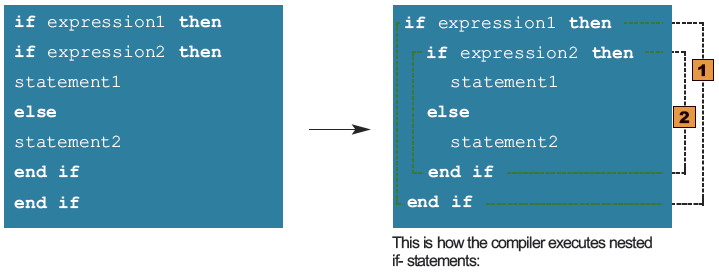 if expression1 then
if expression2 then
statement1
else
statement2
end if
end if
if expression1 then
if expression2 then
statement1
else
statement2
end if
end if
1
2
This is how the compiler executes nested
if- statements: